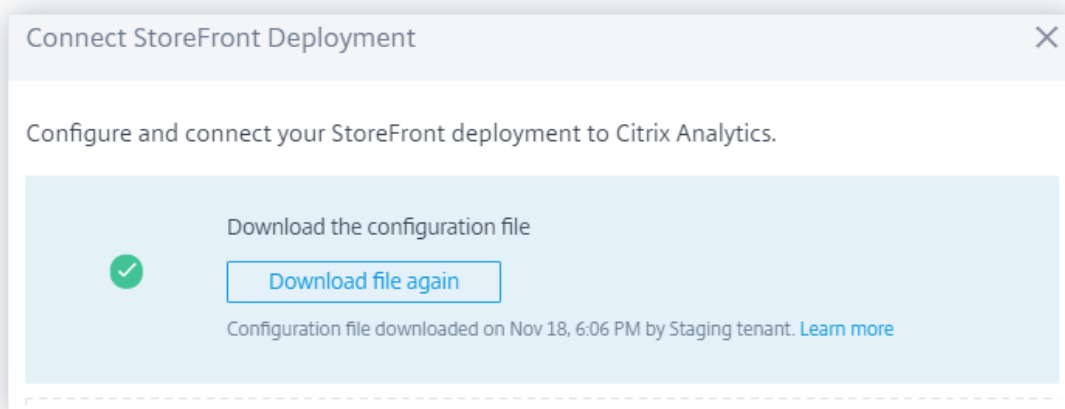 Connect StoreFront Deployment
Configure and connect your StoreFront deployment to Citrix Analytics.
Download the configuration file
Download file again
Configuration file downloaded on Nov 18, 6:06 PM by Staging tenant. Learn more